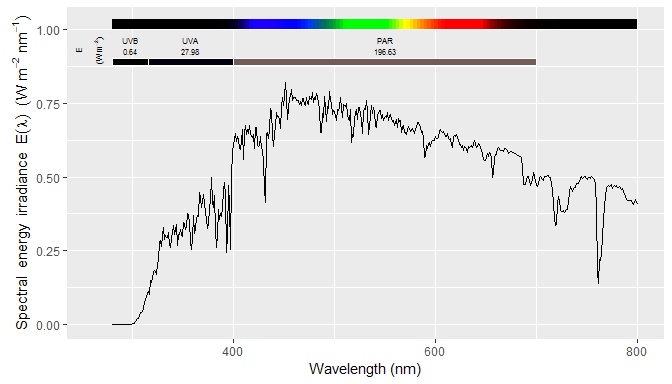 1.00
0.75
0.50
0.25
0.00
Spectral energy irradiance E(λ) (W m⁻² nm⁻¹)
E
(W m⁻²)
UVB UVA PAR
0.64 27.98 196.63
400 600 800
Wavelength (nm)